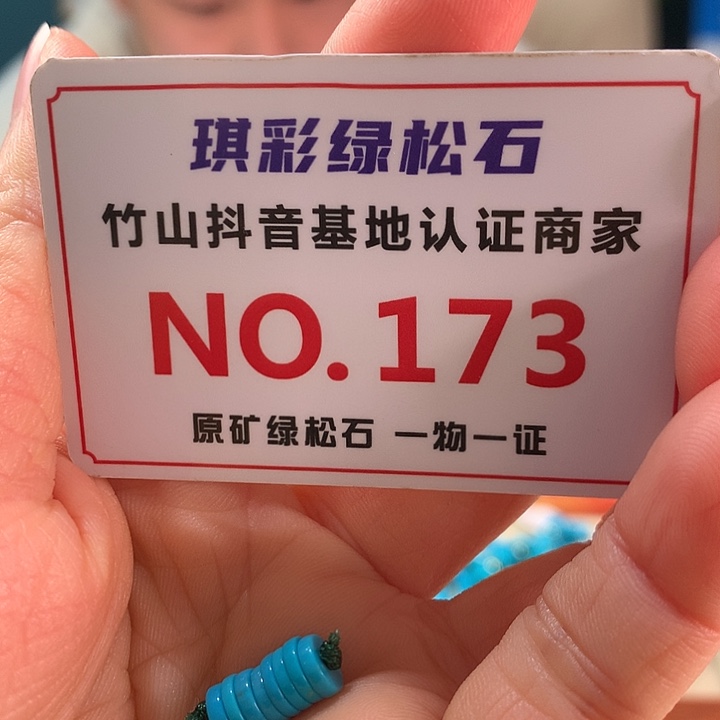 琪彩绿松石
竹山抖音基地认证商家
NO.173
原矿绿松石 一物一证